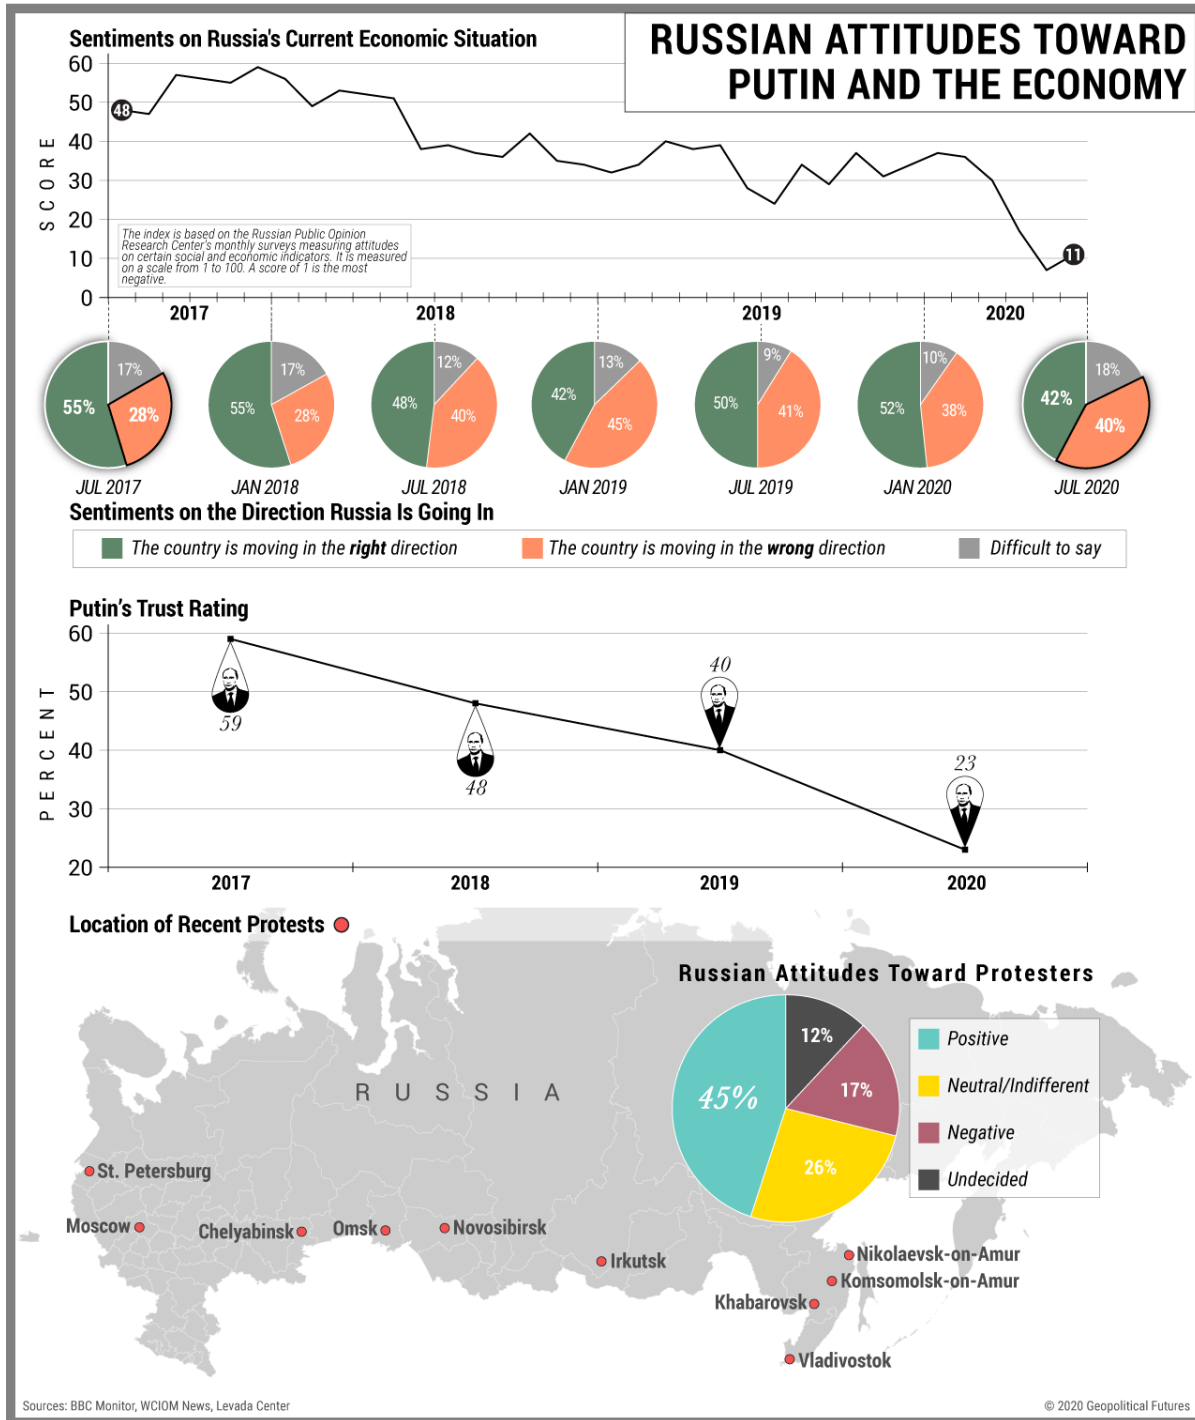 RUSSIAN ATTITUDES TOWARD
PUTIN AND THE ECONOMY
Sentiments on Russia's Current Economic Situation
SCORE
60
50
40
30
20
10
0
48
11
The index is based on the Russian Public Opinion
Research Center's monthly surveys measuring attitudes
on certain social and economic indicators. It is measured
on a scale from 1 to 100. A score of 1 is the most
negative.
2017 2018 2019 2020
55% 17% 28%
55% 17% 28%
48% 12% 40%
42% 13% 45%
50% 9% 41%
52% 10% 38%
42% 18% 40%
JUL 2017 JAN 2018 JUL 2018 JAN 2019 JUL 2019 JAN 2020 JUL 2020
Sentiments on the Direction Russia Is Going In
The country is moving in the right direction
The country is moving in the wrong direction
Difficult to say
Putin's Trust Rating
PERCENT
60
50
40
30
20
59
48
40
23
2017 2018 2019 2020
Location of Recent Protests
Russian Attitudes Toward Protesters
45%
12%
17%
26%
Positive
Neutral/Indifferent
Negative
Undecided
RUSSIA
St. Petersburg
Moscow
Chelyabinsk
Omsk
Novosibirsk
Irkutsk
Nikolaevsk-on-Amur
Komsomolsk-on-Amur
Khabarovsk
Vladivostok
Sources: BBC Monitor, WCIOM News, Levada Center
© 2020 Geopolitical Futures